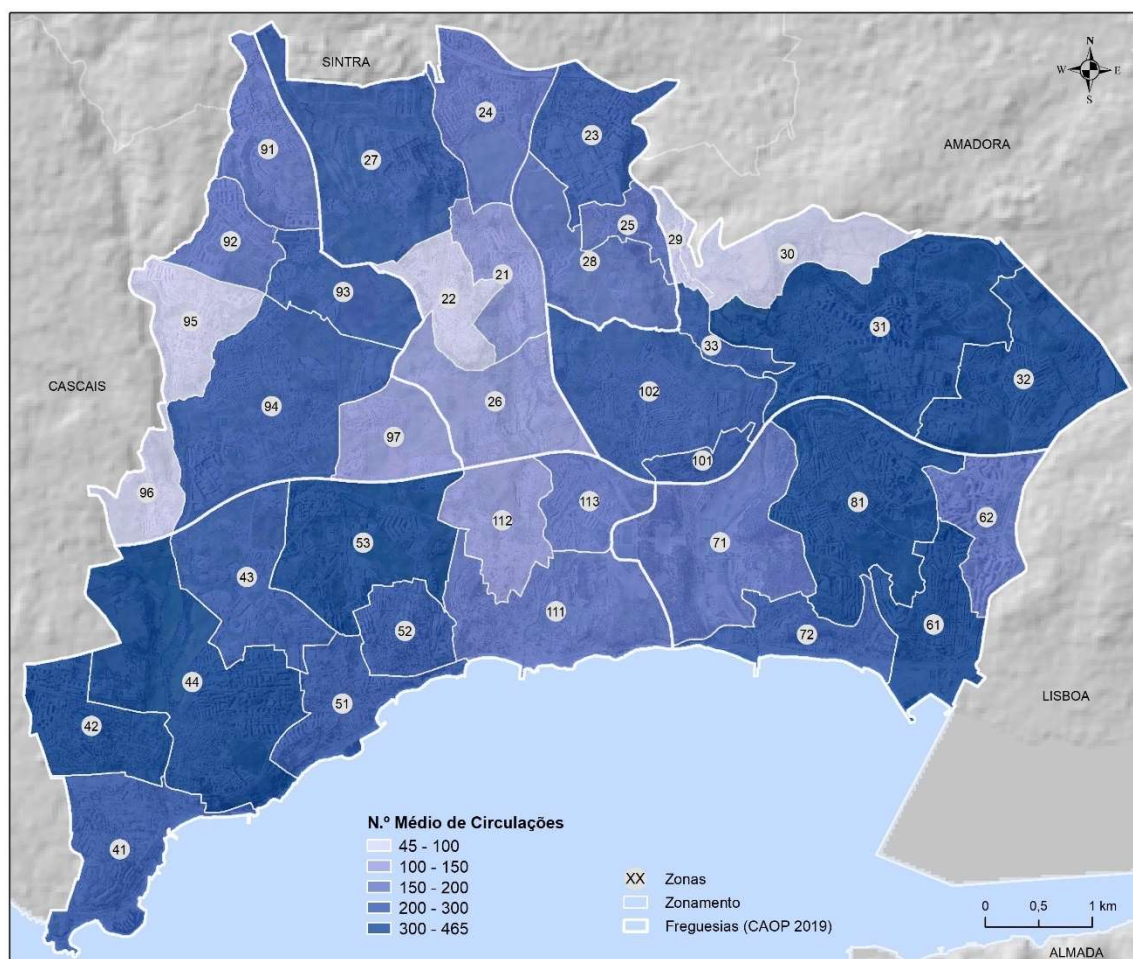 SINTRA
N
W E
S
24
23
AMADORA
91
27
25
92
29
30
28
21
93
22
95
31
33
CASCAIS
32
102
26
94
97
101
96
113
81
62
112
53
71
43
111
61
52
72
44
51
LISBOA
42
41
N.º Médio de Circulações
45 - 100
100 - 150
150 - 200
200 - 300
300 - 465
XX Zonas
Zonamento
Freguesias (CAOP 2019)
0 0,5 1 km
ALMADA